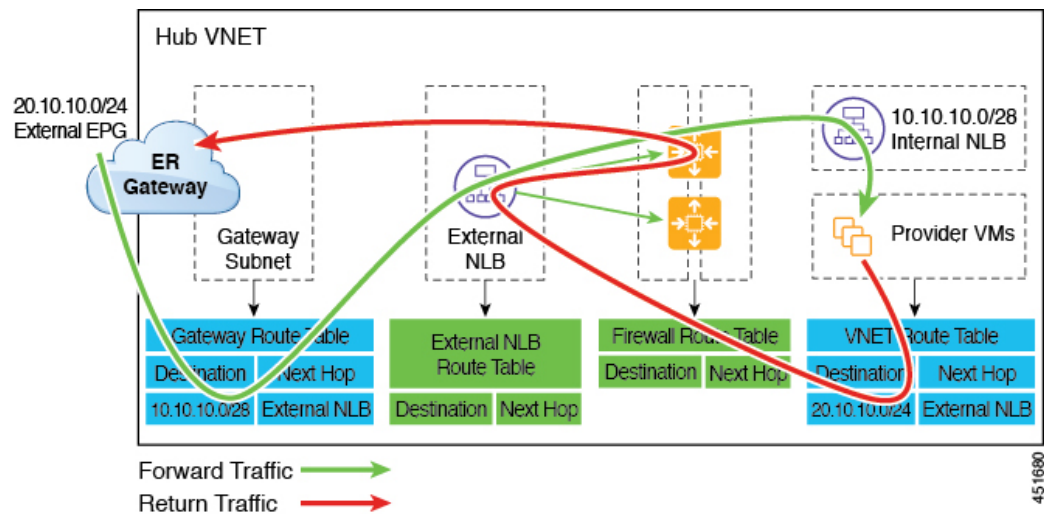 Hub VNET
20.10.10.0/24
External EPG
ER
Gateway
Gateway
Subnet
External
NLB
10.10.10.0/28
Internal NLB
Provider VMs
Gateway Route Table
Destination
Next Hop
10.10.10.0/28
External NLB
External NLB
Route Table
Destination
Next Hop
Firewall Route Table
Destination
Next Hop
VNET Route Table
Destination
Next Hop
20.10.10.0/24
External NLB
Forward Traffic
Return Traffic
451680